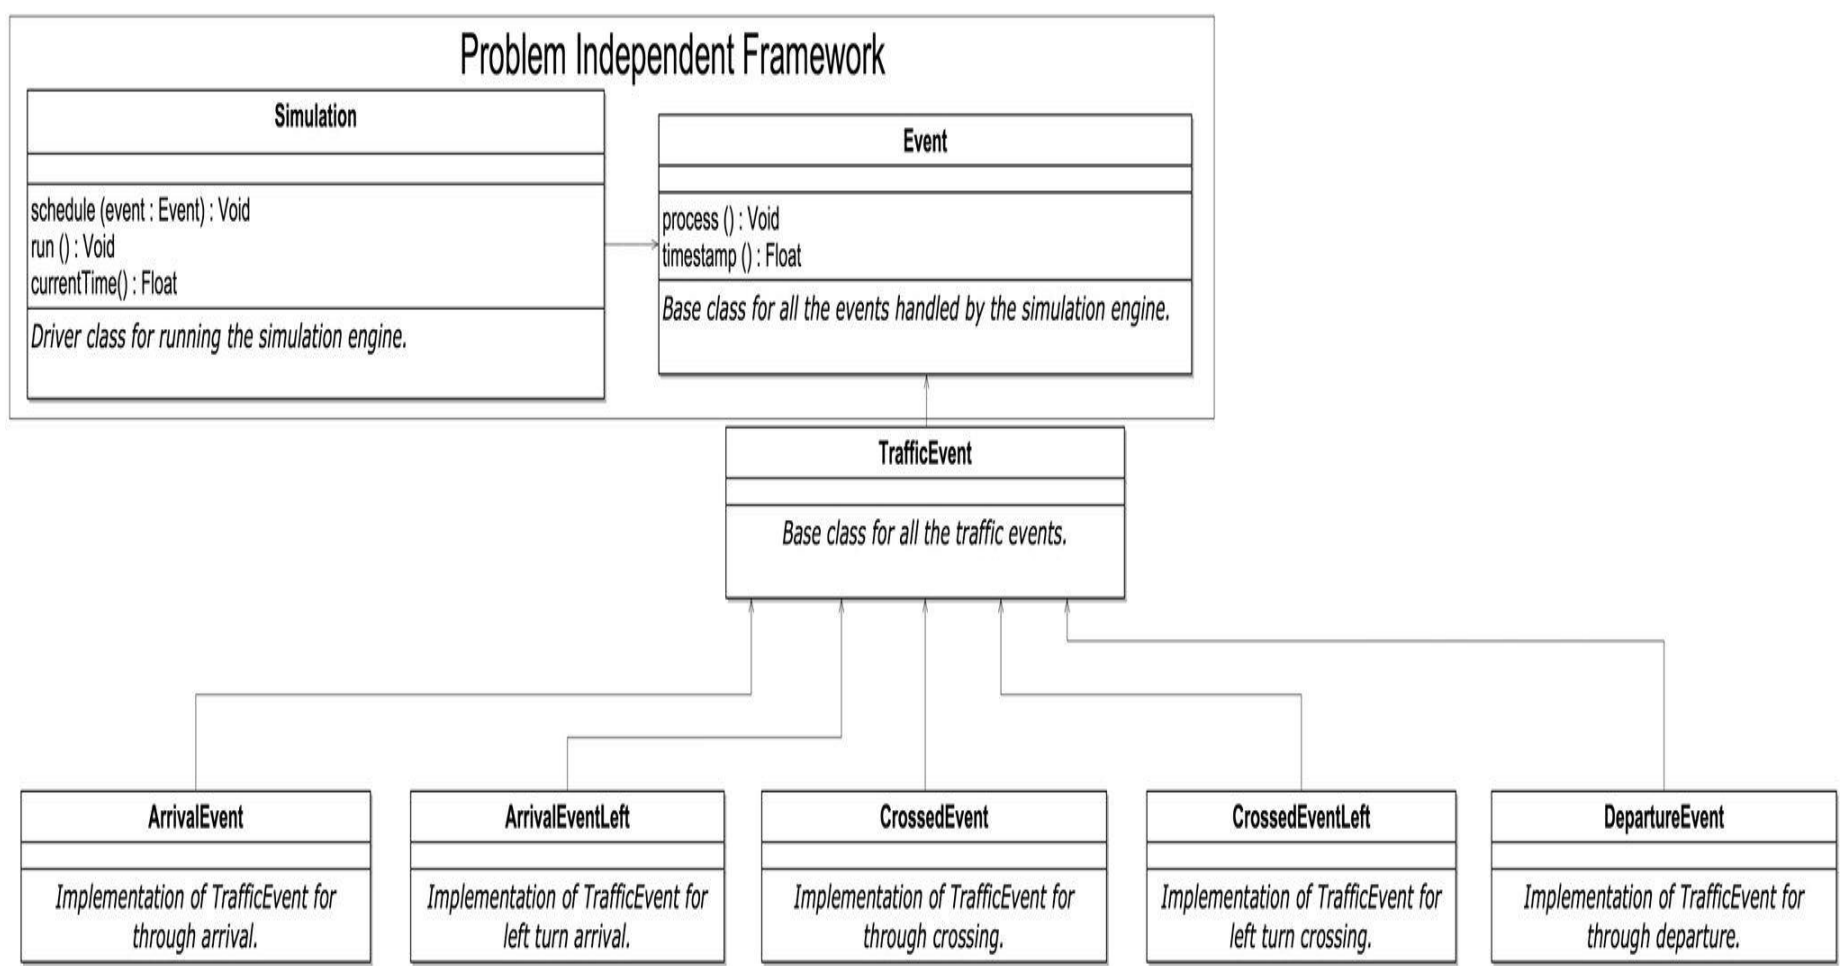 Problem Independent Framework
Simulation
schedule (event : Event) : Void
run () : Void
currentTime() : Float
Driver class for running the simulation engine.
Event
process () : Void
timestamp () : Float
Base class for all the events handled by the simulation engine.
TrafficEvent
Base class for all the traffic events.
ArrivalEvent
Implementation of TrafficEvent for
through arrival.
ArrivalEventLeft
Implementation of TrafficEvent for
left turn arrival.
CrossedEvent
Implementation of TrafficEvent for
through crossing.
CrossedEventLeft
Implementation of TrafficEvent for
left turn crossing.
DepartureEvent
Implementation of TrafficEvent for
through departure.